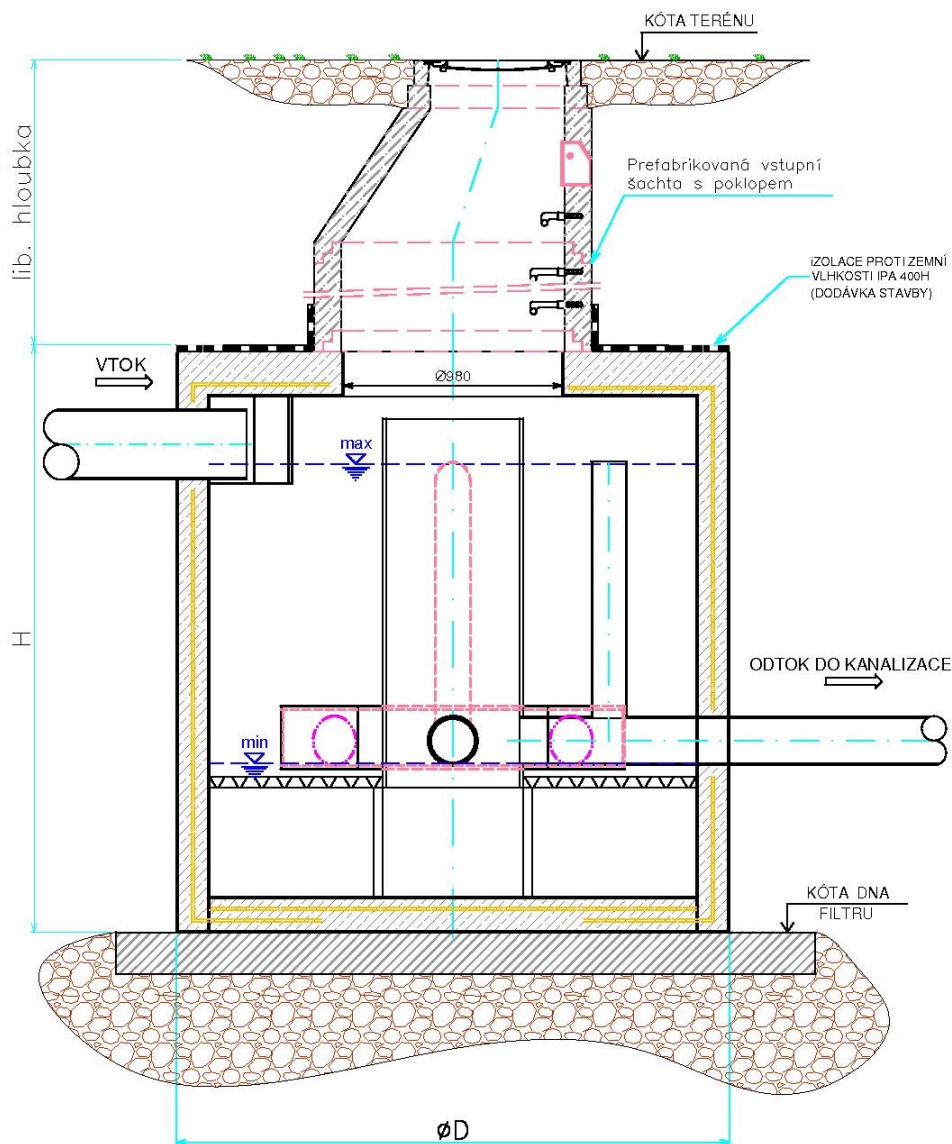 KÓTA TERÉNU
lib. hloubka
Prefabrikovaná vstupní
šachta s poklopem
iZOLACE PROTI ZEMNÍ
VLHKOSTI IPA 400H
(DODÁVKA STAVBY)
VTOK
Ø980
max
H
ODTOK DO KANALIZACE
min
KÓTA DNA
FILTRU
øD